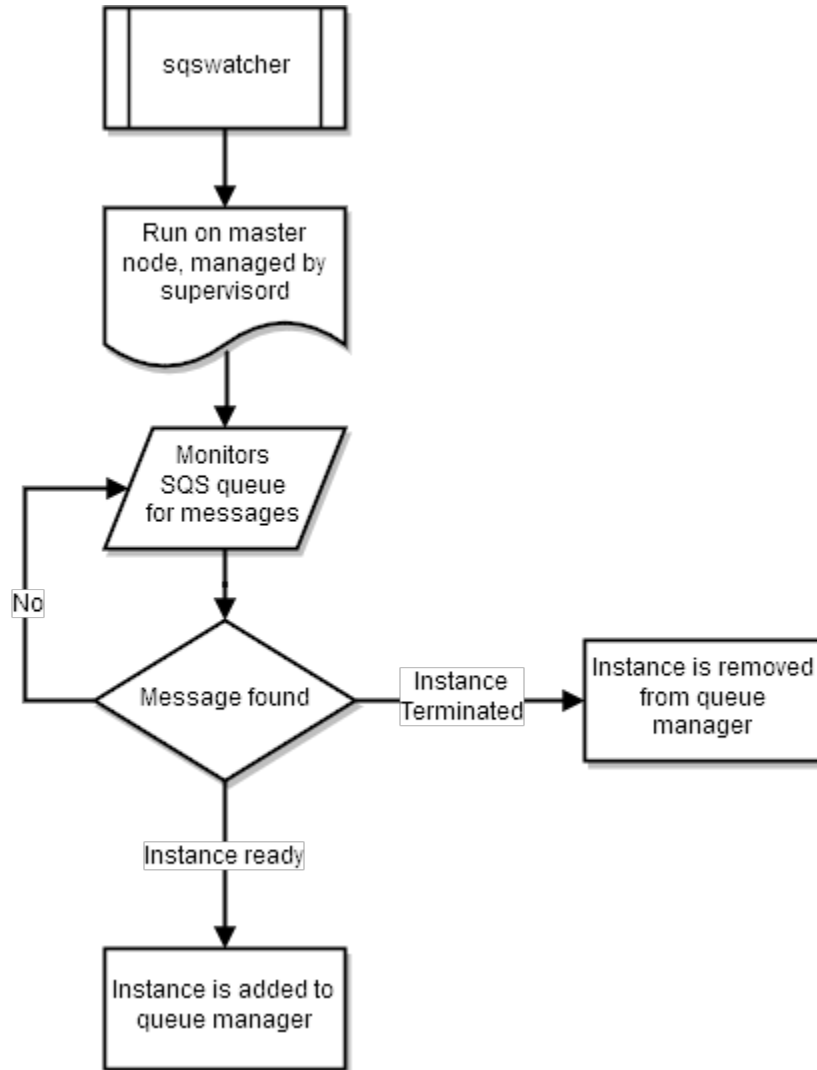 sqswatcher
Run on master
node, managed by
supervisord
Monitors
SQS queue
for messages
No
Message found
Instance
Terminated
Instance is removed
from queue
manager
Instance ready
Instance is added to
queue manager